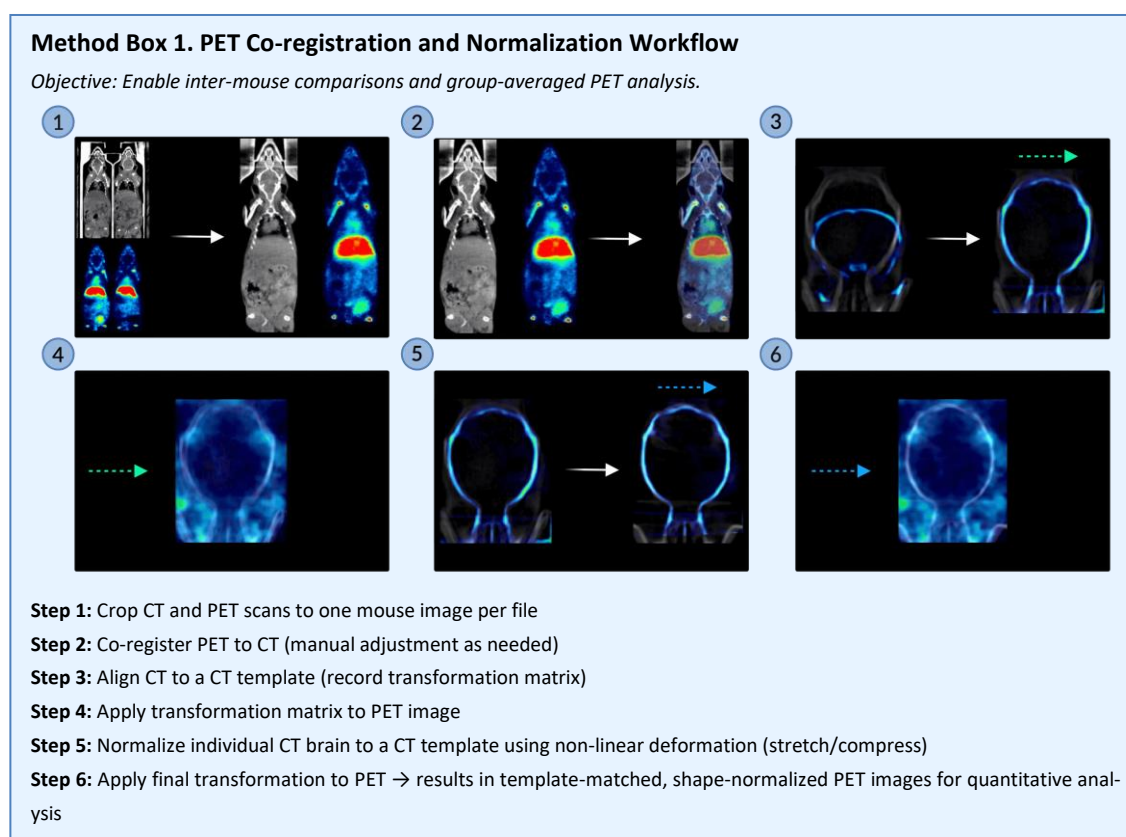 Method Box 1. PET Co-registration and Normalization Workflow
Objective: Enable inter-mouse comparisons and group-averaged PET analysis.
1
2
3
4
5
6
Step 1: Crop CT and PET scans to one mouse image per file
Step 2: Co-register PET to CT (manual adjustment as needed)
Step 3: Align CT to a CT template (record transformation matrix)
Step 4: Apply transformation matrix to PET image
Step 5: Normalize individual CT brain to a CT template using non-linear deformation (stretch/compress)
Step 6: Apply final transformation to PET → results in template-matched, shape-normalized PET images for quantitative anal-
ysis